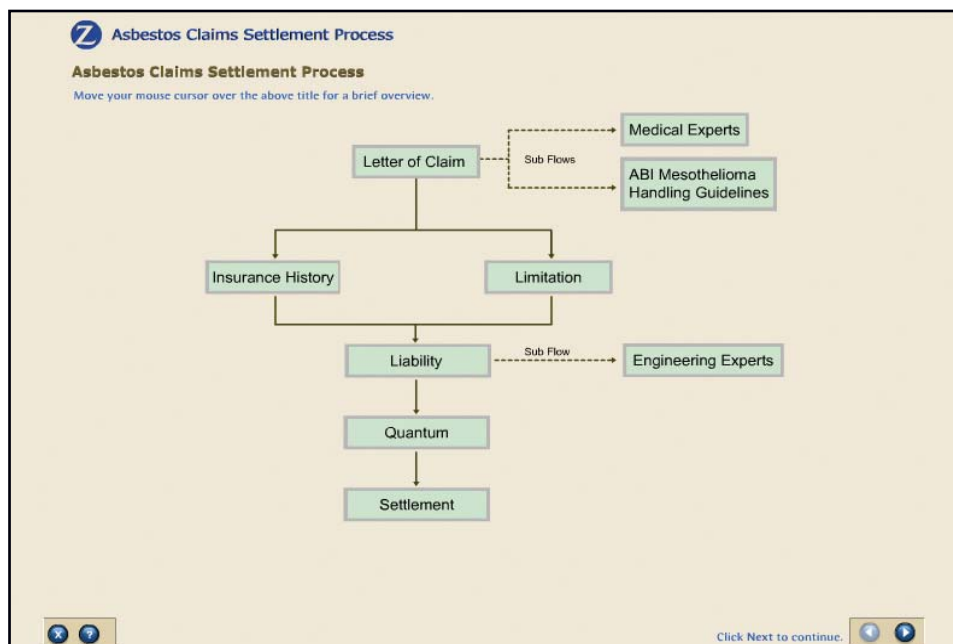 Z Asbestos Claims Settlement Process
Asbestos Claims Settlement Process
Move your mouse cursor over the above title for a brief overview.
Medical Experts
Letter of Claim
Sub Flows
ABI Mesothelioma
Handling Guidelines
Insurance History
Limitation
Liability
Sub Flow
Engineering Experts
Quantum
Settlement
X ?
Click Next to continue.